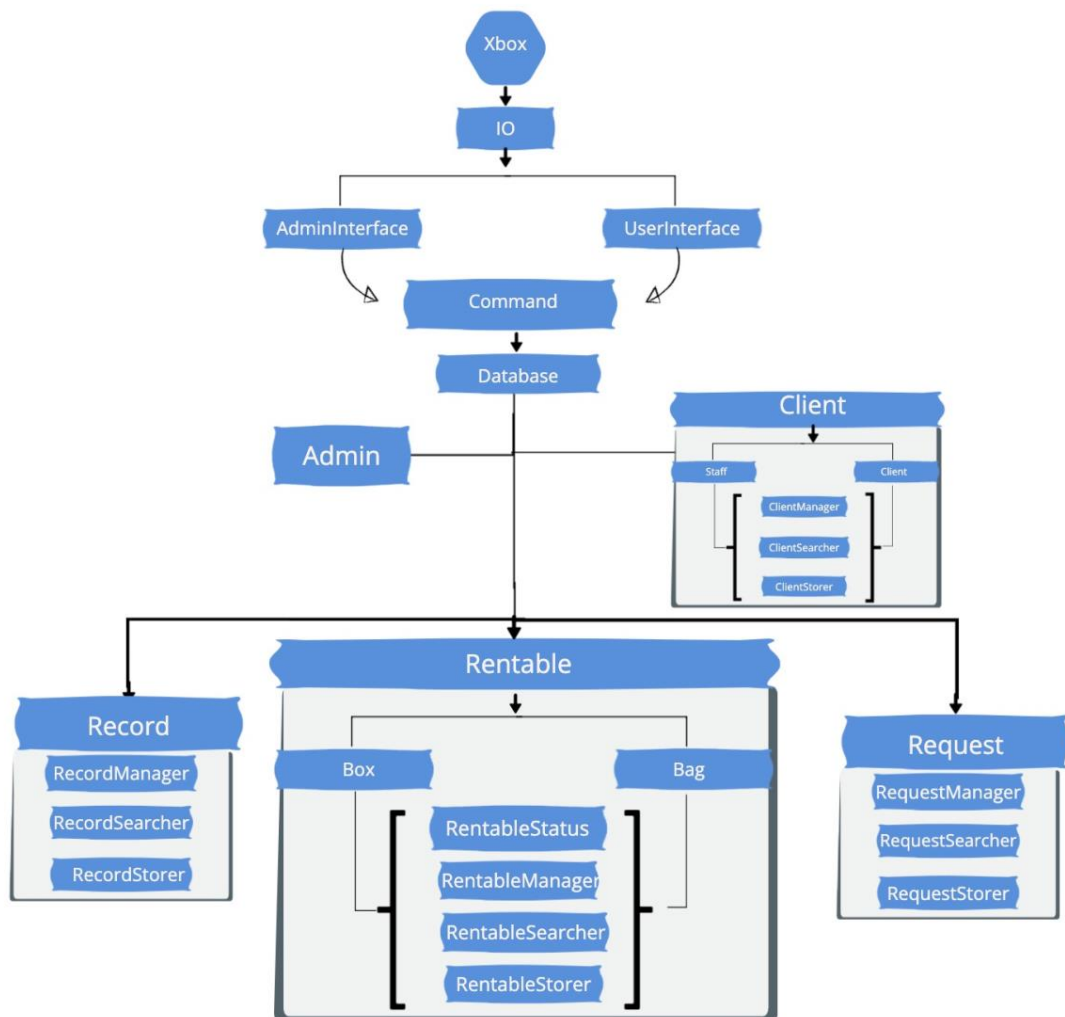 Xbox
IO
AdminInterface
UserInterface
Command
Database
Admin
Client
Staff
Client
ClientManager
ClientSearcher
ClientStorer
Record
RecordManager
RecordSearcher
RecordStorer
Rentable
Box
Bag
RentableStatus
RentableManager
RentableSearcher
RentableStorer
Request
RequestManager
RequestSearcher
RequestStorer